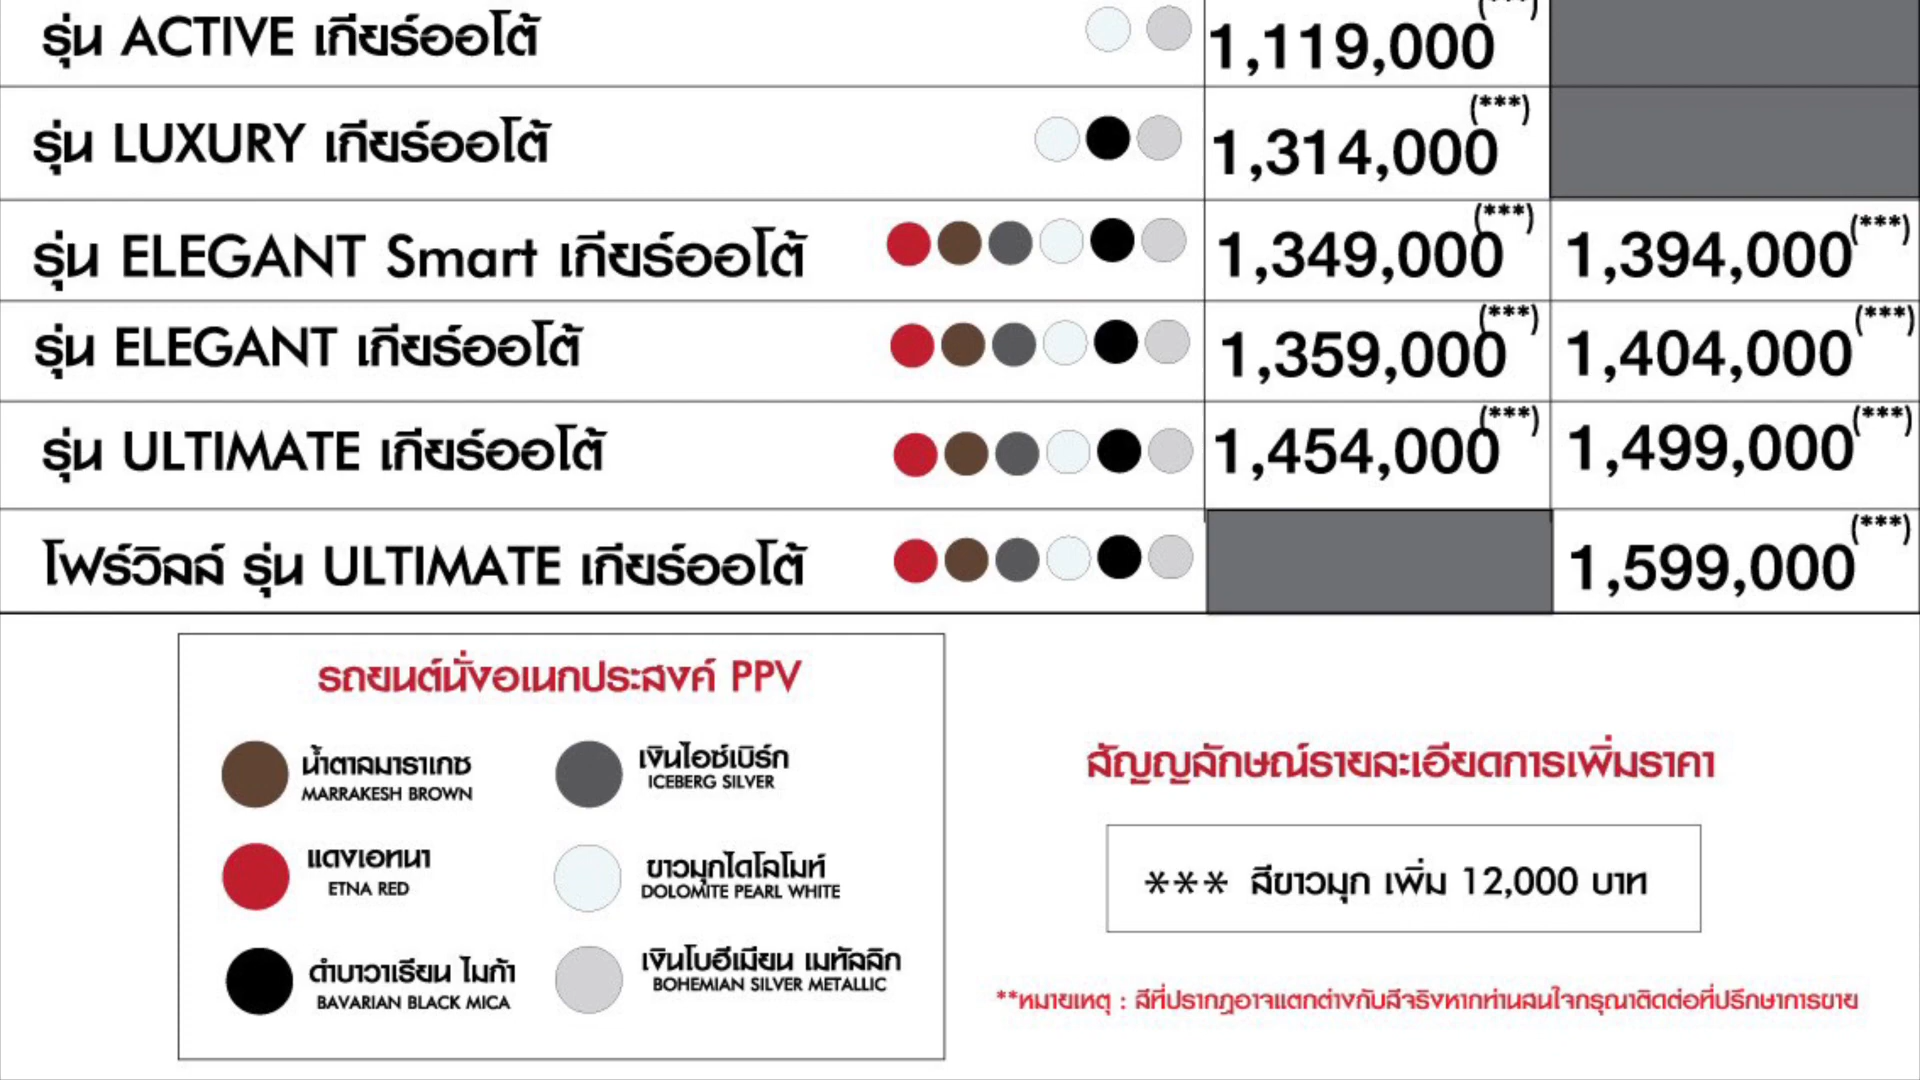 รุ่น ACTIVE เกียร์ออโต้ 1,119,000(***)
รุ่น LUXURY เกียร์ออโต้ 1,314,000(***)
รุ่น ELEGANT Smart เกียร์ออโต้ 1,349,000(***) 1,394,000(***)
รุ่น ELEGANT เกียร์ออโต้ 1,359,000(***) 1,404,000(***)
รุ่น ULTIMATE เกียร์ออโต้ 1,454,000(***) 1,499,000(***)
โฟร์วิลล์ รุ่น ULTIMATE เกียร์ออโต้ 1,599,000(***)
รถยนต์นั่งอเนกประสงค์ PPV
น้ำตาลมาราเกช
MARRAKESH BROWN
เงินไอซ์เบิร์ก
ICEBERG SILVER
แดงเอทนา
ETNA RED
ขาวมุกโดโลไมท์
DOLOMITE PEARL WHITE
ดำบาวาเรียน ไมก้า
BAVARIAN BLACK MICA
เงินโบฮีเมียน เมทัลลิก
BOHEMIAN SILVER METALLIC
สัญญลักษณ์รายละเอียดการเพิ่มราคา
*** สีขาวมุก เพิ่ม 12,000 บาท
**หมายเหตุ : สีที่ปรากฏอาจแตกต่างกับสีจริงหากท่านสนใจกรุณาติดต่อที่ปรึกษาการขาย